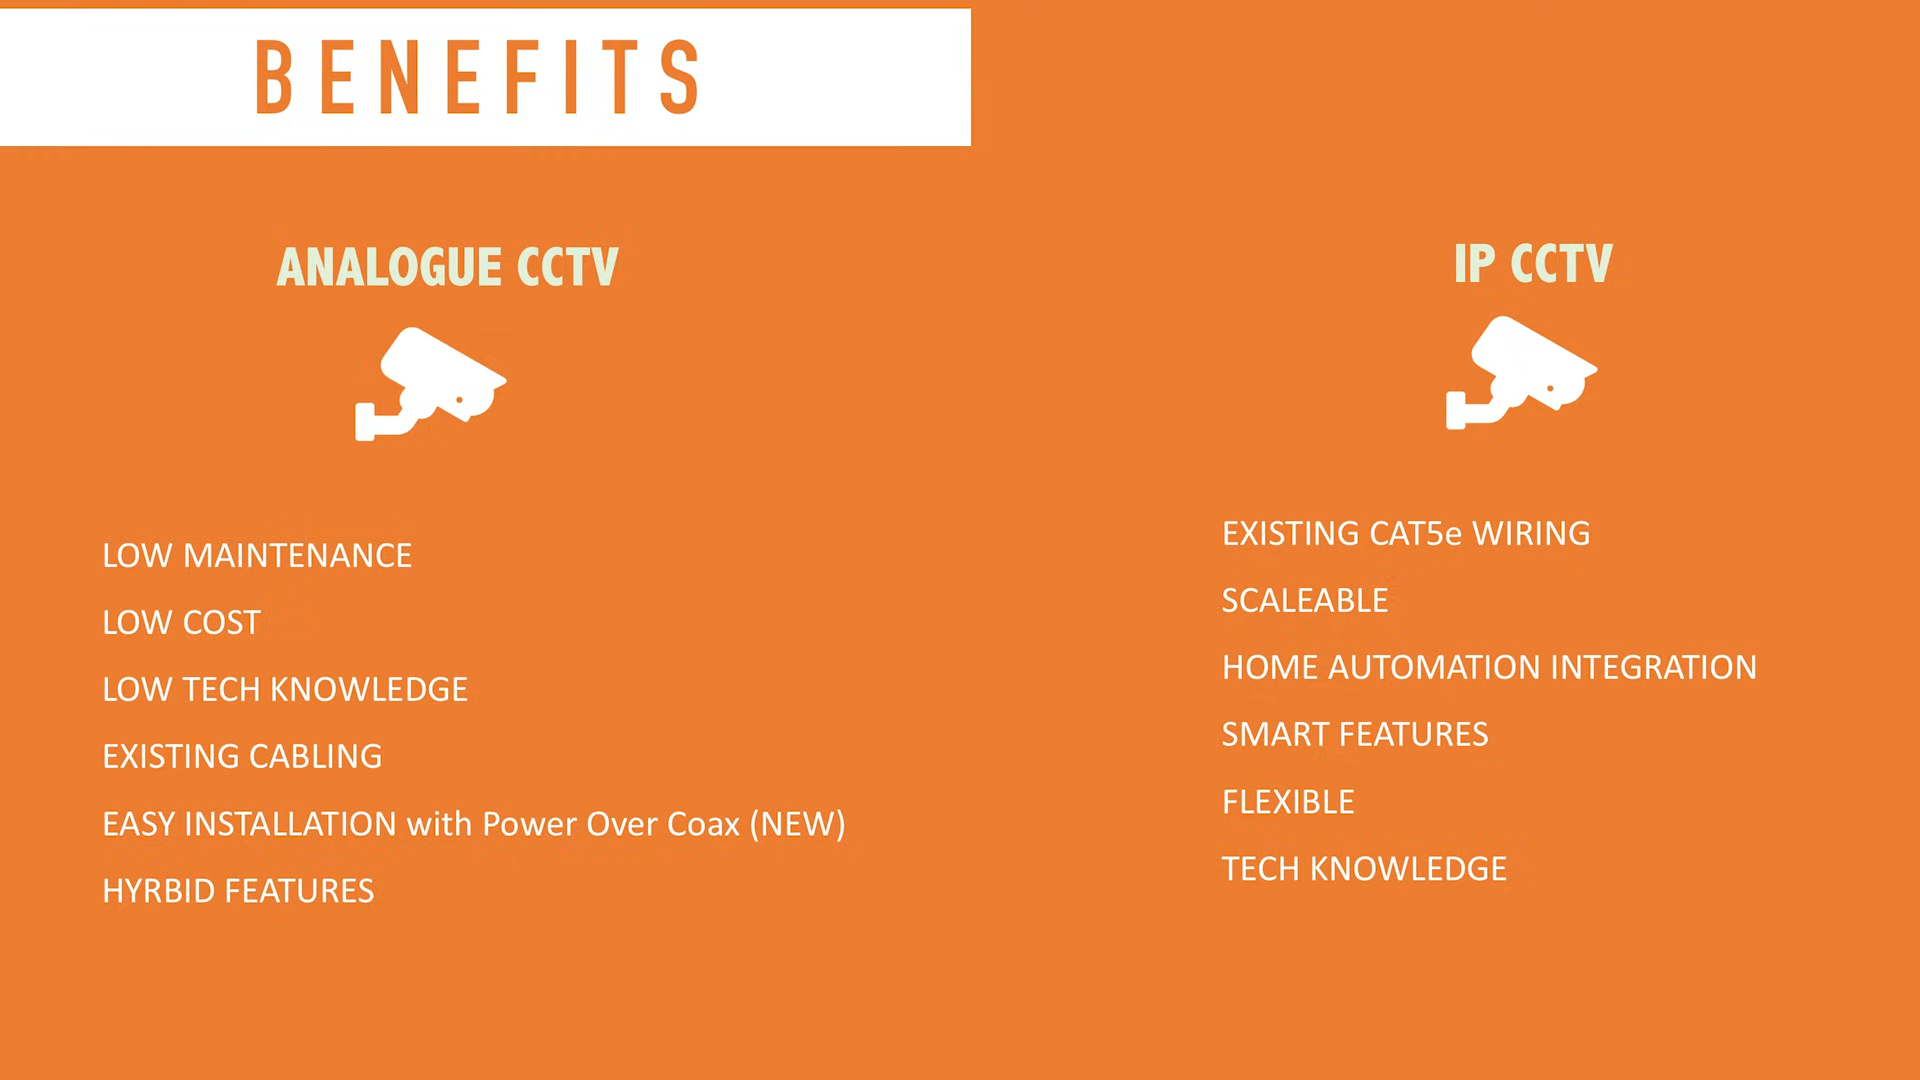 BENEFITS
ANALOGUE CCTV
LOW MAINTENANCE
LOW COST
LOW TECH KNOWLEDGE
EXISTING CABLING
EASY INSTALLATION with Power Over Coax (NEW)
HYRBID FEATURES
IP CCTV
EXISTING CAT5e WIRING
SCALEABLE
HOME AUTOMATION INTEGRATION
SMART FEATURES
FLEXIBLE
TECH KNOWLEDGE